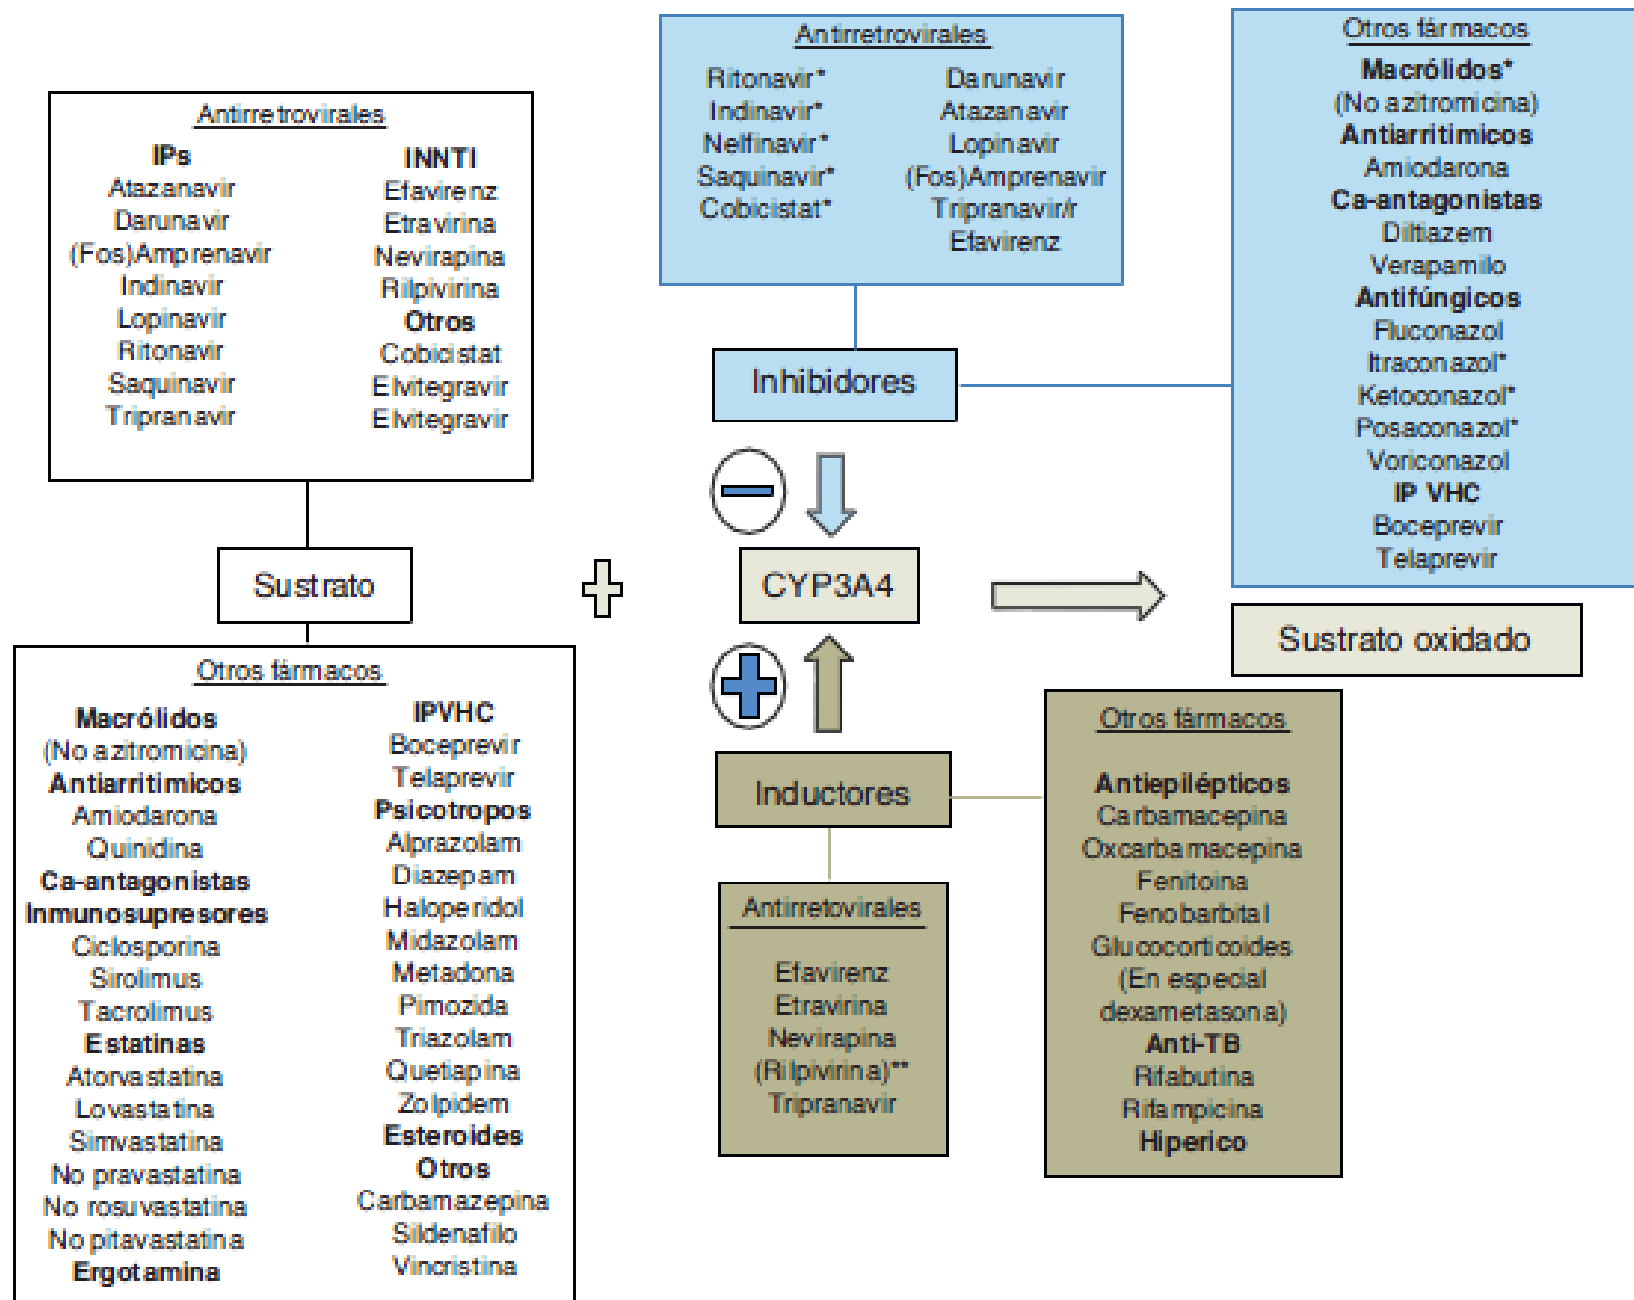 Antirretrovirales
IPs
Atazanavir
Darunavir
(Fos)Amprenavir
Indinavir
Lopinavir
Ritonavir
Saquinavir
Tripranavir
INNTI
Efavirenz
Etravirina
Nevirapina
Rilpivirina
Otros
Cobicistat
Elvitegravir
Elvitegravir
Sustrato
Otros fármacos
Macrólidos
(No azitromicina)
Antiarritimicos
Amiodarona
Quinidina
Ca-antagonistas
Inmunosupresores
Ciclosporina
Sirolimus
Tacrolimus
Estatinas
Atorvastatina
Lovastatina
Simvastatina
No pravastatina
No rosuvastatina
No pitavastatina
Ergotamina
IPVHC
Boceprevir
Telaprevir
Psicotropos
Alprazolam
Diazepam
Haloperidol
Midazolam
Metadona
Pimozida
Triazolam
Quetiapina
Zolpidem
Esteroides
Otros
Carbamazepina
Sildenafilo
Vincristina
Antirretrovirales
Ritonavir*
Indinavir*
Nelfinavir*
Saquinavir*
Cobicistat*
Darunavir
Atazanavir
Lopinavir
(Fos)Amprenavir
Tripranavir/r
Efavirenz
Inhibidores
Otros fármacos
Macrólidos*
(No azitromicina)
Antiarritimicos
Amiodarona
Ca-antagonistas
Diltiazem
Verapamilo
Antifúngicos
Fluconazol
Itraconazol*
Ketoconazol*
Posaconazol*
Voriconazol
IP VHC
Boceprevir
Telaprevir
CYP3A4
Sustrato oxidado
Inductores
Antirretovirales
Efavirenz
Etravirina
Nevirapina
(Rilpivirina)**
Tripranavir
Otros fármacos
Antiepilépticos
Carbamacepina
Oxcarbamacepina
Fenitoina
Fenobarbital
Glucocorticoides
(En especial
dexametasona)
Anti-TB
Rifabutina
Rifampicina
Hiperico